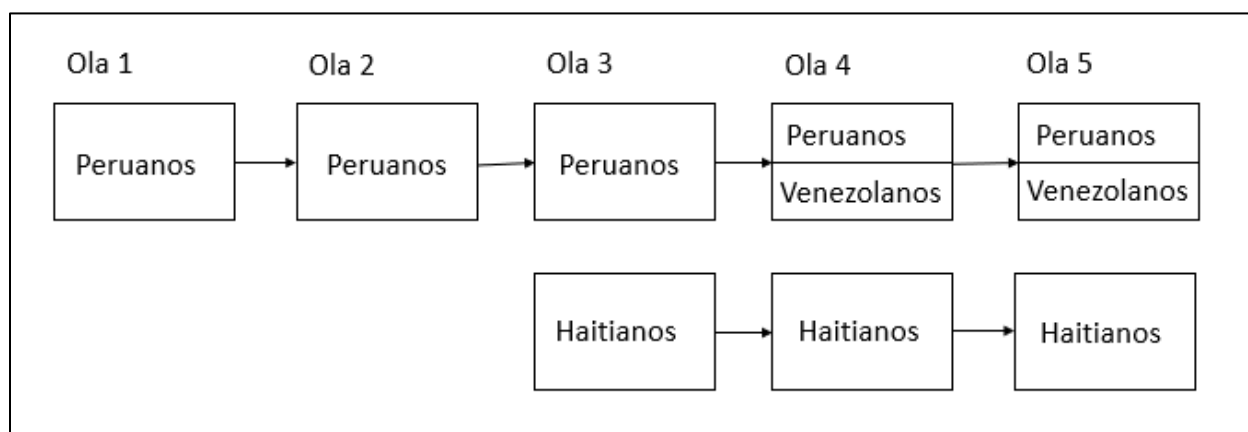 Ola 1
Ola 2
Ola 3
Ola 4
Ola 5
Peruanos
Peruanos
Peruanos
Peruanos
Venezolanos
Peruanos
Venezolanos
Haitianos
Haitianos
Haitianos